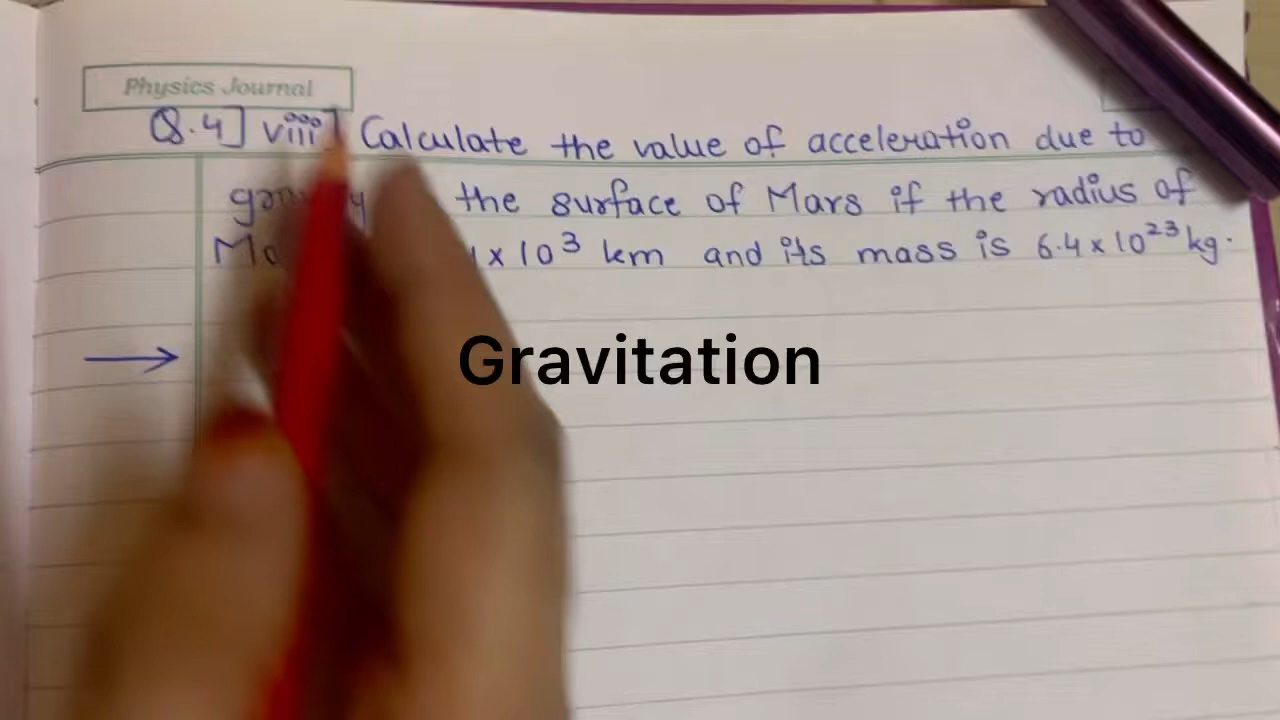 Physics Journal
Q.4] viii] Calculate the value of acceleration due to
the surface of Mars if the radius of
x 10³ km and its mass is 6.4 x 10²³ kg.
Gravitation